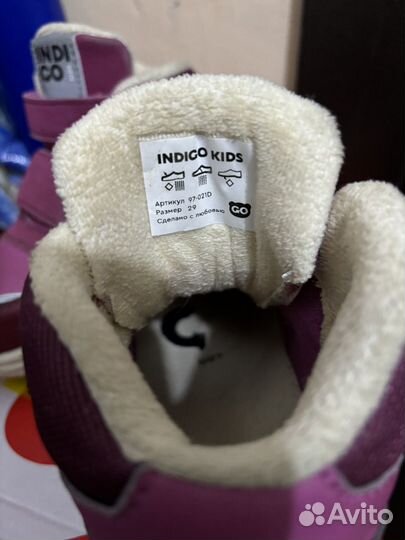 INDI
GO
INDIGO KIDS
Артикул 97-021D
Размер 29
Сделано с любовью
GO
Avito